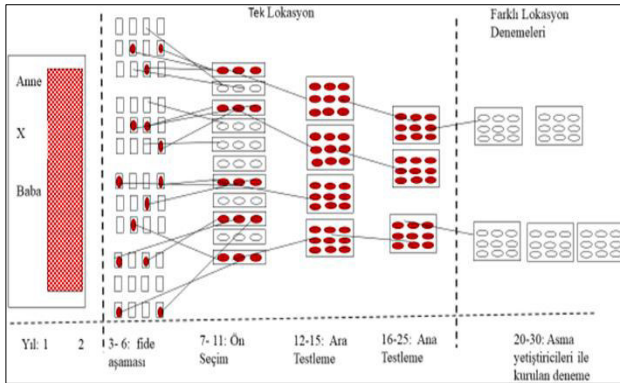 Tek Lokasyon
Farklı Lokasyon
Denemeleri
Anne
X
Baba
Yıl: 1 2
3- 6: fide
aşaması
7- 11: Ön
Seçim
12-15: Ara
Testleme
16-25: Ana
Testleme
20-30: Asma
yetiştiricileri ile
kurulan deneme